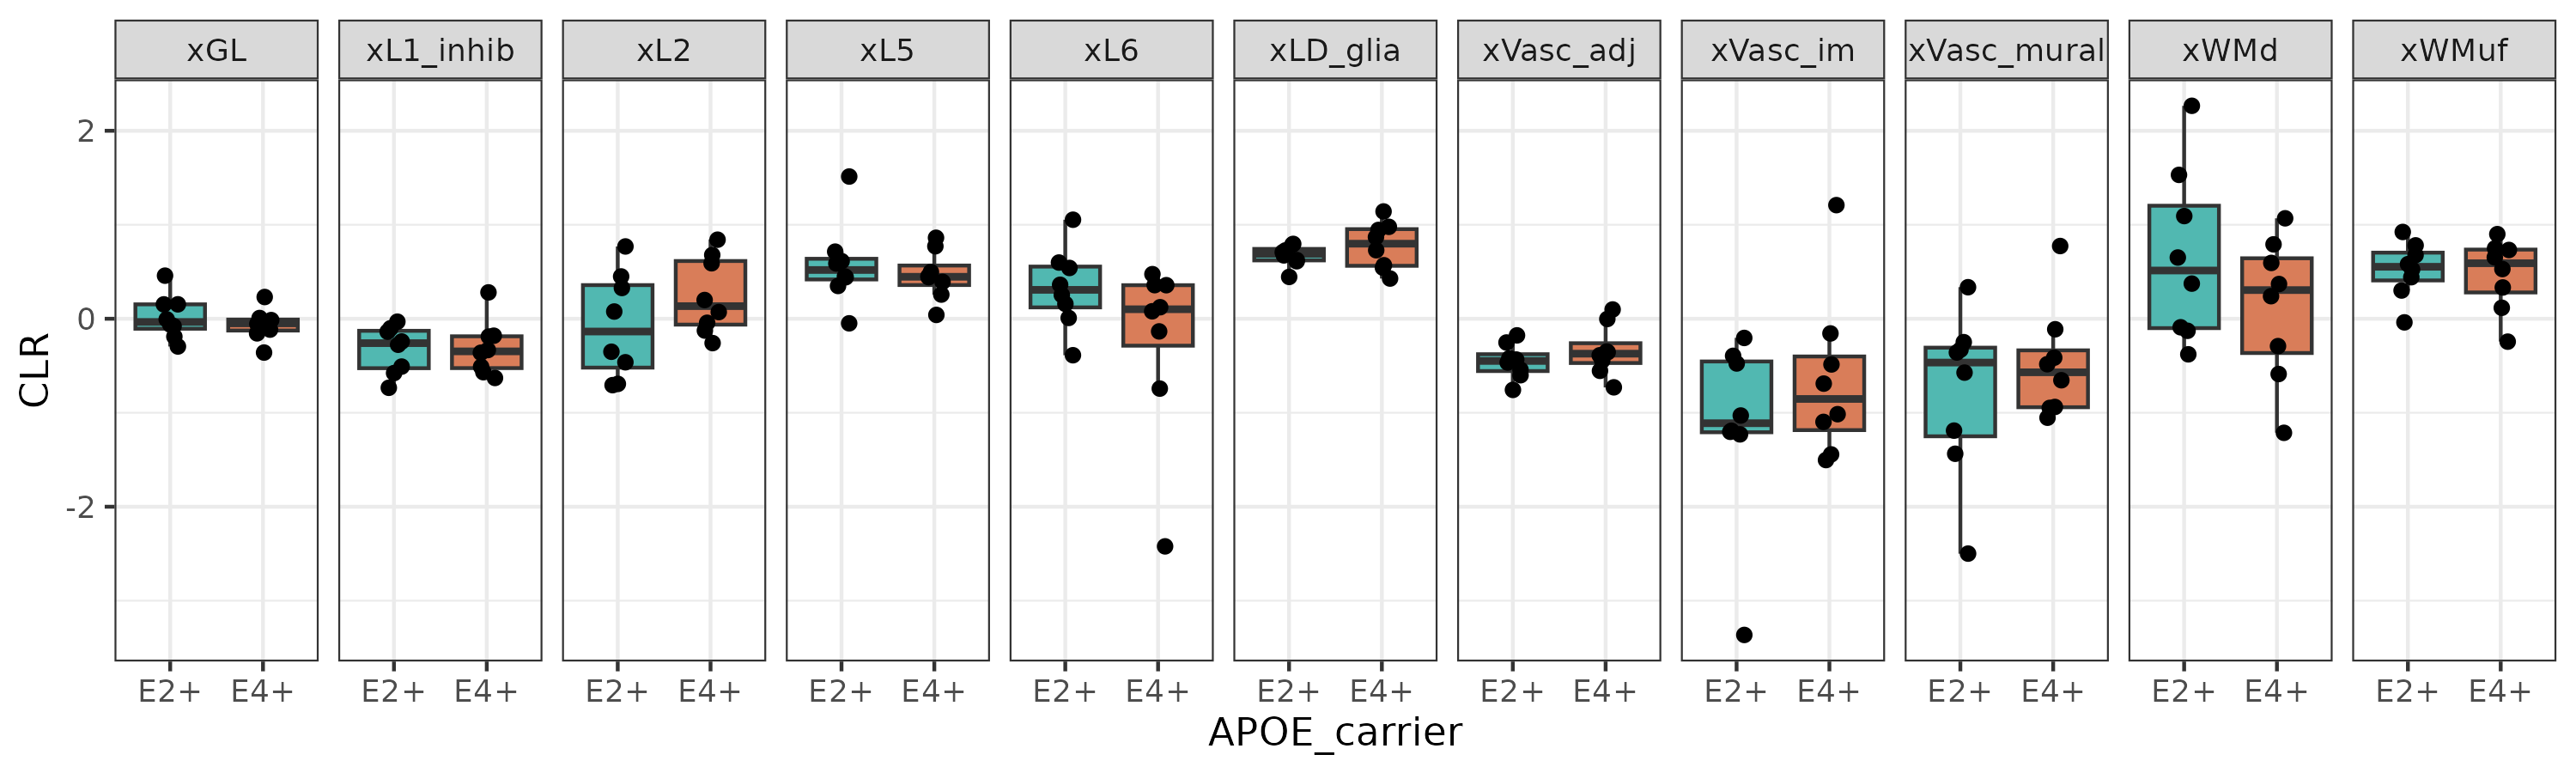 xGL xL1_inhib xL2 xL5 xL6 xLD_glia xVasc_adj xVasc_im xVasc_mural xWMd xWMuf
2
0
-2
CLR
E2+ E4+ E2+ E4+ E2+ E4+ E2+ E4+ E2+ E4+ E2+ E4+ E2+ E4+ E2+ E4+ E2+ E4+ E2+ E4+ E2+ E4+
APOE_carrier